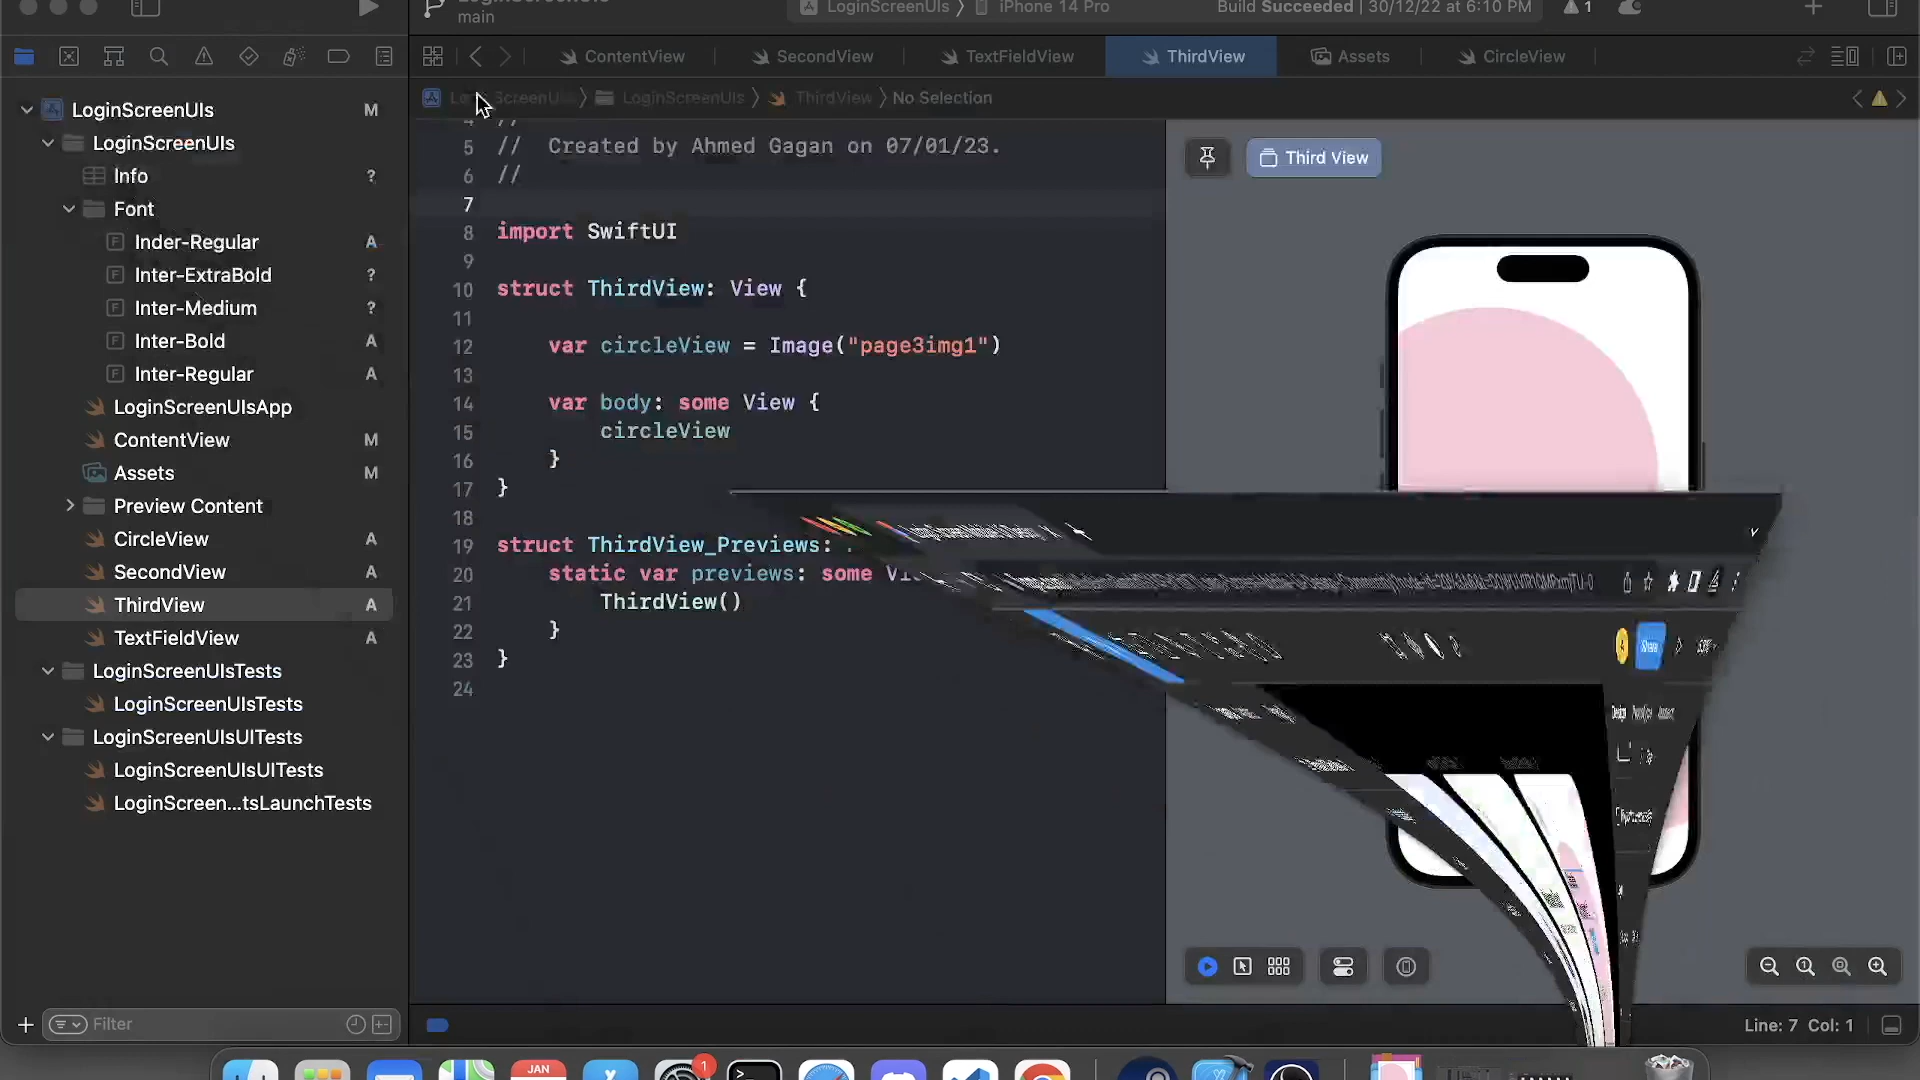 main
LoginScreenUIs
iPhone 14 Pro
Build Succeeded | 30/12/22 at 6:10 PM
1
ContentView
SecondView
TextFieldView
ThirdView
Assets
CircleView
LoginScreenUIs
ThirdView
No Selection
LoginScreenUIs M
LoginScreenUIs
Info ?
Font
Inder-Regular A
Inter-ExtraBold ?
Inter-Medium ?
Inter-Bold A
Inter-Regular A
LoginScreenUIsApp
ContentView M
Assets M
Preview Content
CircleView A
SecondView A
ThirdView A
TextFieldView A
LoginScreenUIsTests
LoginScreenUIsTests
LoginScreenUIsUITests
LoginScreenUIsUITests
LoginScreen...tsLaunchTests
Filter
4 //
5 //  Created by Ahmed Gagan on 07/01/23.
6 //
7
8 import SwiftUI
9
10 struct ThirdView: View {
11
12 var circleView = Image("page3img1")
13
14 var body: some View {
15 circleView
16 }
17 }
18
19 struct ThirdView_Previews:
20 static var previews: some
21 ThirdView()
22 }
23 }
24
Third View
Share
Design
Line: 7 Col: 1
JAN
1